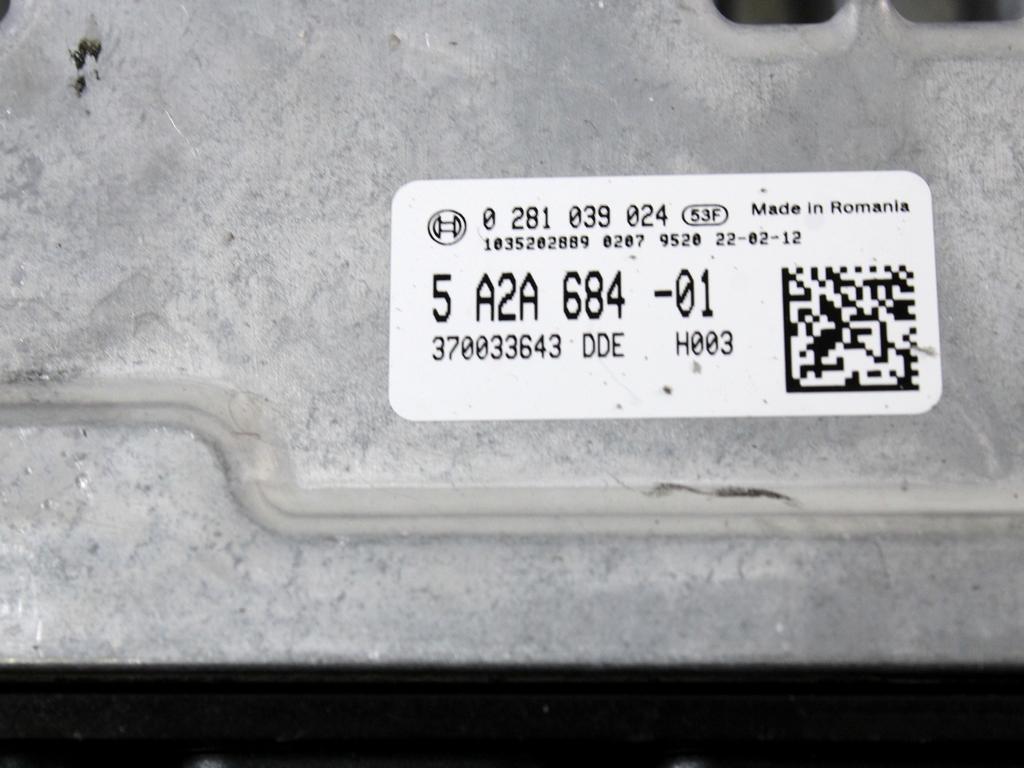 0 281 039 024 53F Made in Romania
1035202889 0207 9520 22-02-12
5 A2A 684 -01
370033643 DDE H003